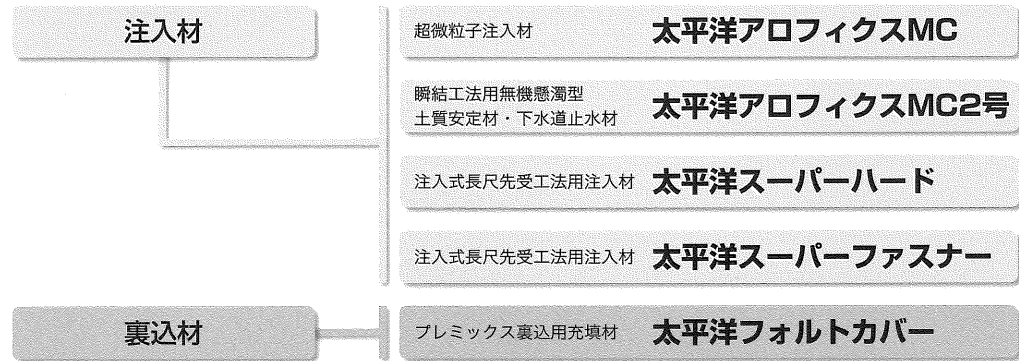 注入材
超微粒子注入材 太平洋アロフィクスMC
瞬結工法用無機懸濁型
土質安定材・下水道止水材 太平洋アロフィクスMC2号
注入式長尺先受工法用注入材 太平洋スーパーハード
注入式長尺先受工法用注入材 太平洋スーパーファスナー
裏込材
プレミックス裏込用充填材 太平洋フォルトカバー